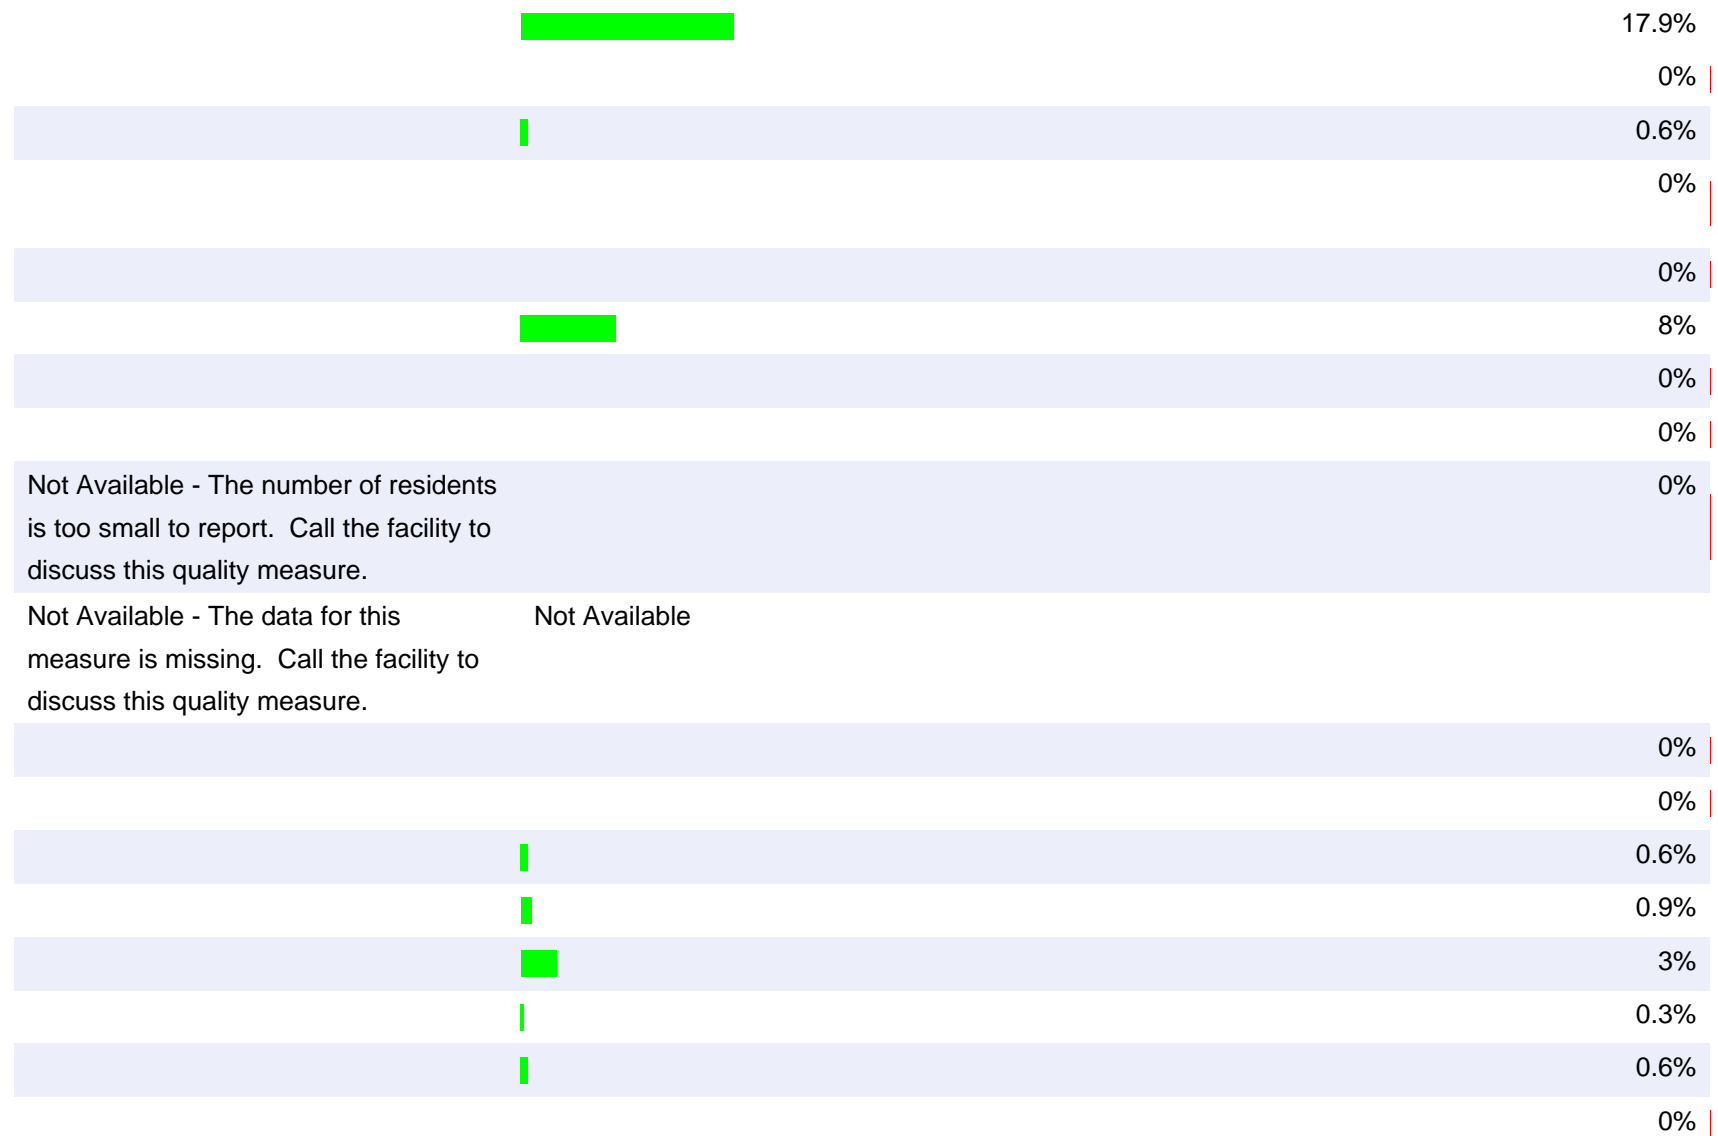 17.9%
0%
0.6%
0%
0%
8%
0%
0%
Not Available - The number of residents 0%
is too small to report.  Call the facility to
discuss this quality measure.
Not Available - The data for this Not Available
measure is missing.  Call the facility to
discuss this quality measure.
0%
0%
0.6%
0.9%
3%
0.3%
0.6%
0%